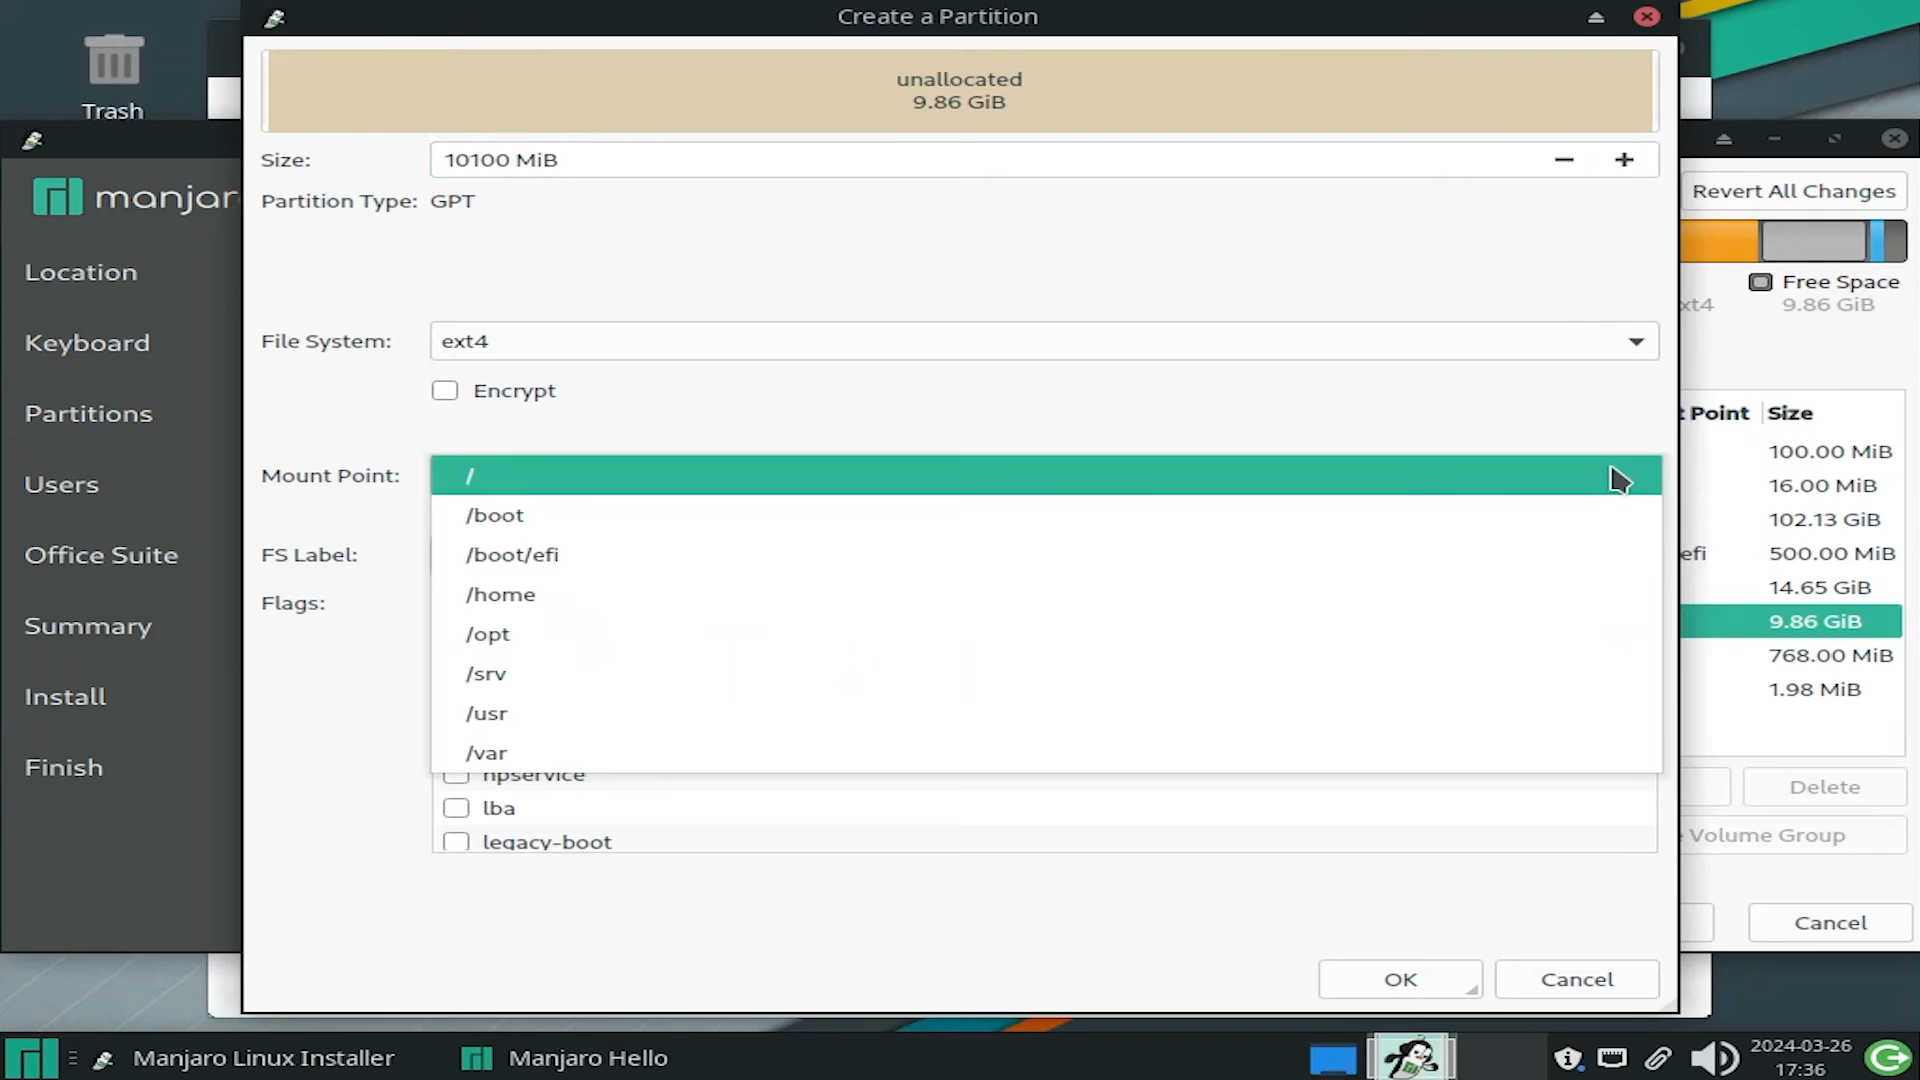 Create a Partition
Trash
unallocated
9.86 GiB
Size:
10100 MiB
Partition Type:
GPT
File System:
ext4
Encrypt
Mount Point:
/
/boot
/boot/efi
/home
/opt
/srv
/usr
/var
FS Label:
Flags:
hpservice
lba
legacy-boot
OK
Cancel
manjaro
Location
Keyboard
Partitions
Users
Office Suite
Summary
Install
Finish
Revert All Changes
Free Space
xt4
9.86 GiB
Point
Size
100.00 MiB
16.00 MiB
102.13 GiB
efi
500.00 MiB
14.65 GiB
9.86 GiB
768.00 MiB
1.98 MiB
Delete
Volume Group
Cancel
Manjaro Linux Installer
Manjaro Hello
2024-03-26
17:36